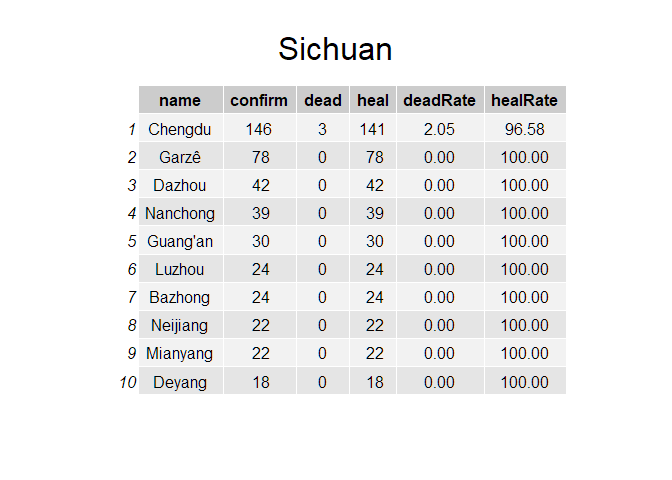 Sichuan
name confirm dead heal deadRate healRate
1 Chengdu 146 3 141 2.05 96.58
2 Garzê 78 0 78 0.00 100.00
3 Dazhou 42 0 42 0.00 100.00
4 Nanchong 39 0 39 0.00 100.00
5 Guang'an 30 0 30 0.00 100.00
6 Luzhou 24 0 24 0.00 100.00
7 Bazhong 24 0 24 0.00 100.00
8 Neijiang 22 0 22 0.00 100.00
9 Mianyang 22 0 22 0.00 100.00
10 Deyang 18 0 18 0.00 100.00